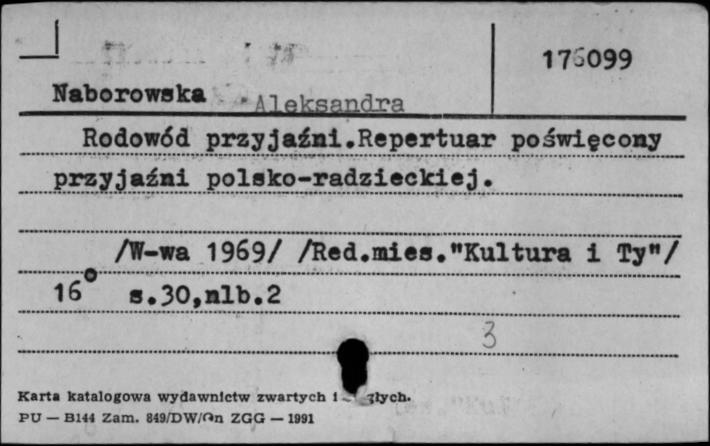 176099
Naborowska Aleksandra
Rodowód przyjaźni.Repertuar poświęcony
przyjaźni polsko-radzieckiej.
/W-wa 1969/ /Red.mies."Kultura i Ty"/
16° s.30,nlb.2
3
Karta katalogowa wydawnictw zwartych i
PU — B144 Zam. 849/DW/On ZGG — 1991